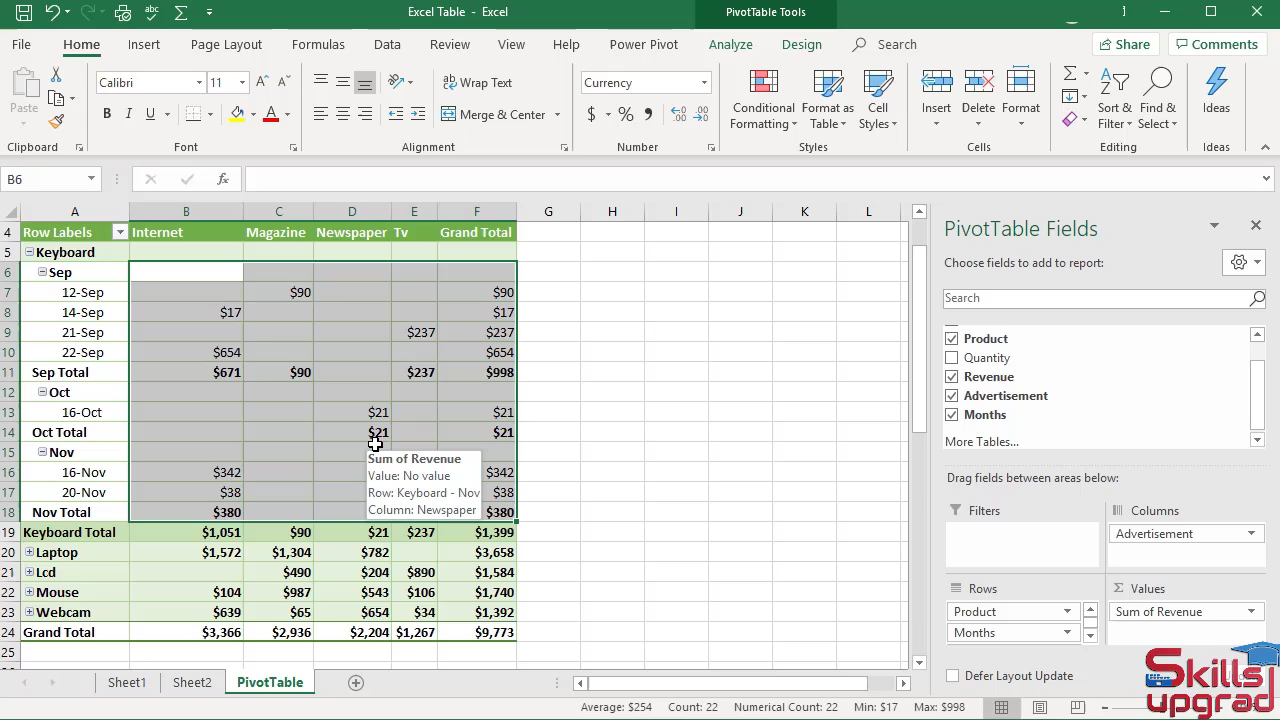 Excel Table - Excel
PivotTable Tools
File Home Insert Page Layout Formulas Data Review View Help Power Pivot Analyze Design Search Share Comments
Paste
Calibri 11
Wrap Text
Currency
B I U
Merge & Center
$ % ,
Conditional Formatting
Format as Table
Cell Styles
Insert Delete Format
Sort & Filter
Find & Select
Ideas
Clipboard Font Alignment Number Styles Cells Editing Ideas
B6
fx
A B C D E F G H I J K L
4 Row Labels Internet Magazine Newspaper Tv Grand Total
5 Keyboard
6 Sep
7 12-Sep $90 $90
8 14-Sep $17 $17
9 21-Sep $237 $237
10 22-Sep $654 $654
11 Sep Total $671 $90 $237 $998
12 Oct
13 16-Oct $21 $21
14 Oct Total $21 $21
15 Nov
16 16-Nov $342 $342
17 20-Nov $38 $38
18 Nov Total $380 $380
Sum of Revenue
Value: No value
Row: Keyboard - Nov
Column: Newspaper
19 Keyboard Total $1,051 $90 $21 $237 $1,399
20 Laptop $1,572 $1,304 $782 $3,658
21 Lcd $490 $204 $890 $1,584
22 Mouse $104 $987 $543 $106 $1,740
23 Webcam $639 $65 $654 $34 $1,392
24 Grand Total $3,366 $2,936 $2,204 $1,267 $9,773
25
Sheet1 Sheet2 PivotTable
Average: $254 Count: 22 Numerical Count: 22 Min: $17 Max: $998
PivotTable Fields
Choose fields to add to report:
Search
Product
Quantity
Revenue
Advertisement
Months
More Tables...
Drag fields between areas below:
Filters
Columns
Advertisement
Rows
Values
Product
Sum of Revenue
Months
Defer Layout Update
Skills
upgrad